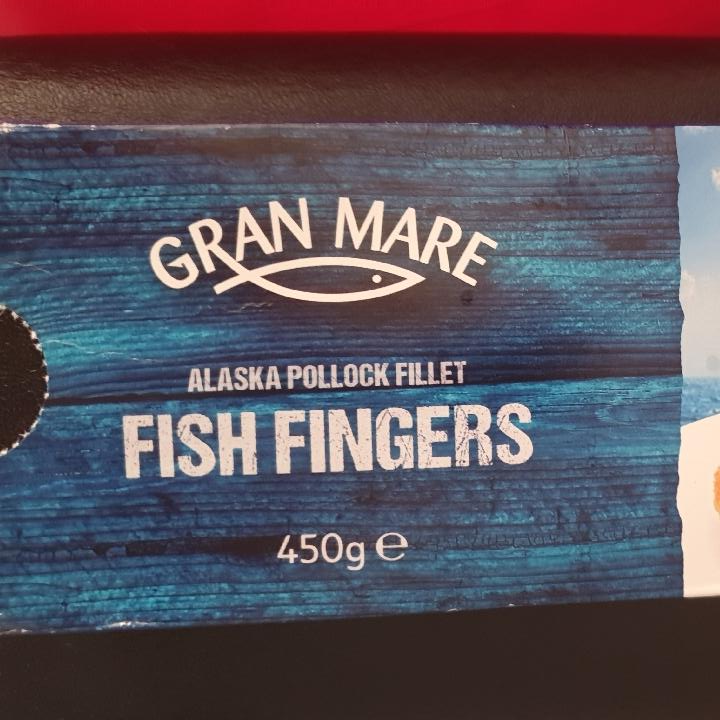 GRAN MARE
ALASKA POLLOCK FILLET
FISH FINGERS
450g ℮